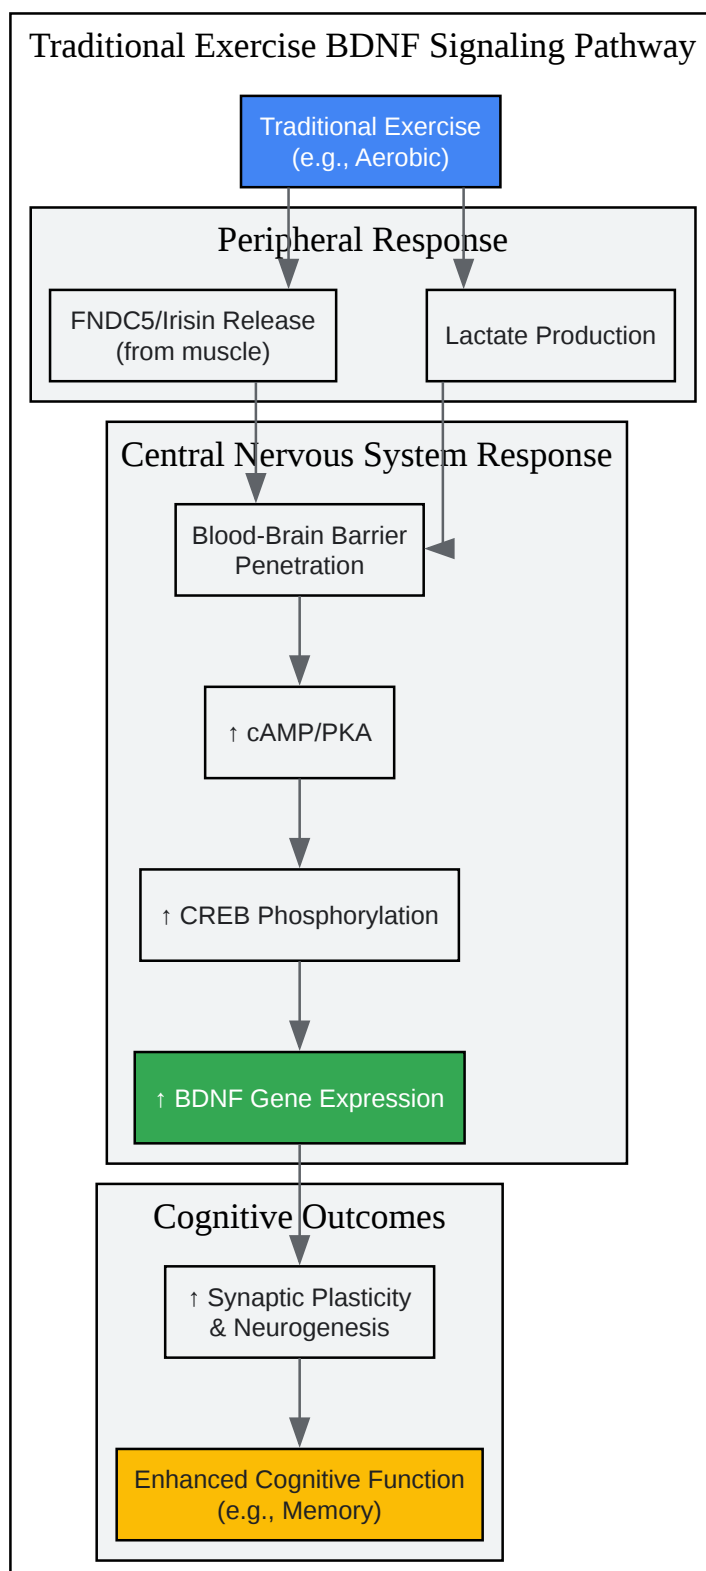 Traditional Exercise BDNF Signaling Pathway
Traditional Exercise
(e.g., Aerobic)
Peripheral Response
FNDC5/Irisin Release
(from muscle)
Lactate Production
Central Nervous System Response
Blood-Brain Barrier
Penetration
↑ cAMP/PKA
↑ CREB Phosphorylation
↑ BDNF Gene Expression
Cognitive Outcomes
↑ Synaptic Plasticity
& Neurogenesis
Enhanced Cognitive Function
(e.g., Memory)